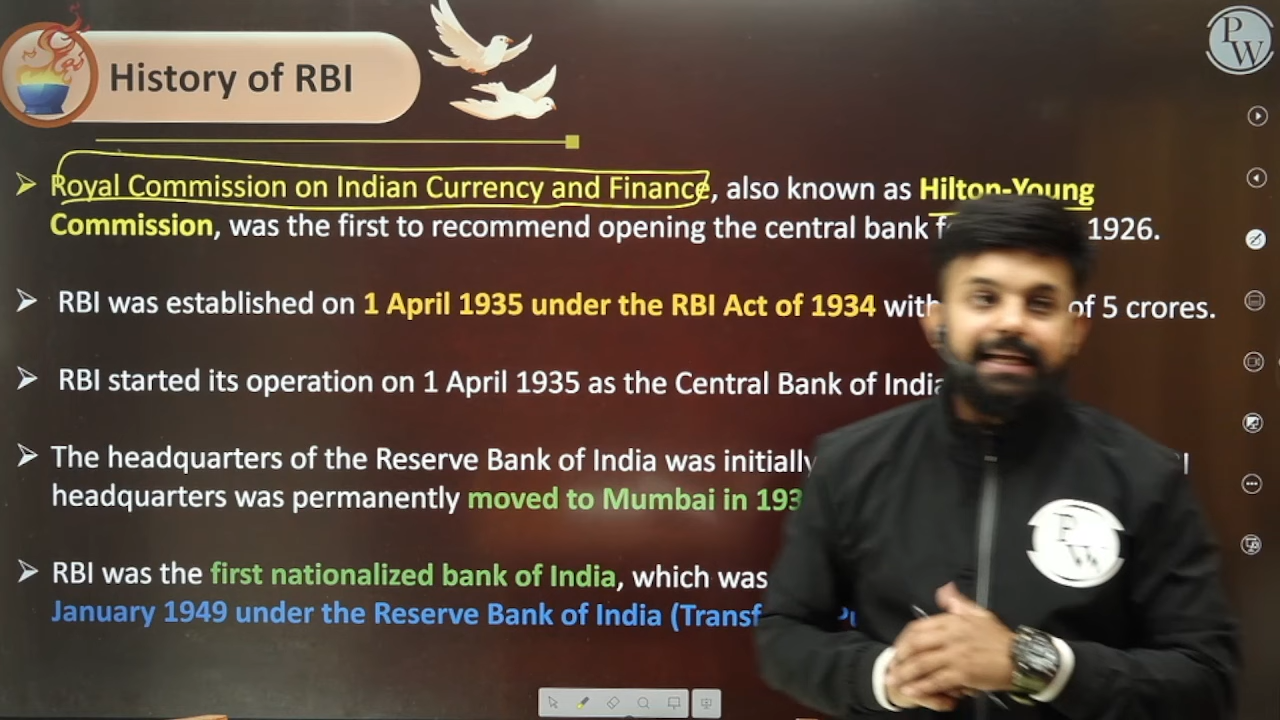 PW
History of RBI
Royal Commission on Indian Currency and Finance, also known as Hilton-Young
Commission, was the first to recommend opening the central bank 1926.
RBI was established on 1 April 1935 under the RBI Act of 1934 with of 5 crores.
RBI started its operation on 1 April 1935 as the Central Bank of India
The headquarters of the Reserve Bank of India was initially
headquarters was permanently moved to Mumbai in 193
RBI was the first nationalized bank of India, which was
January 1949 under the Reserve Bank of India (Transf
PW